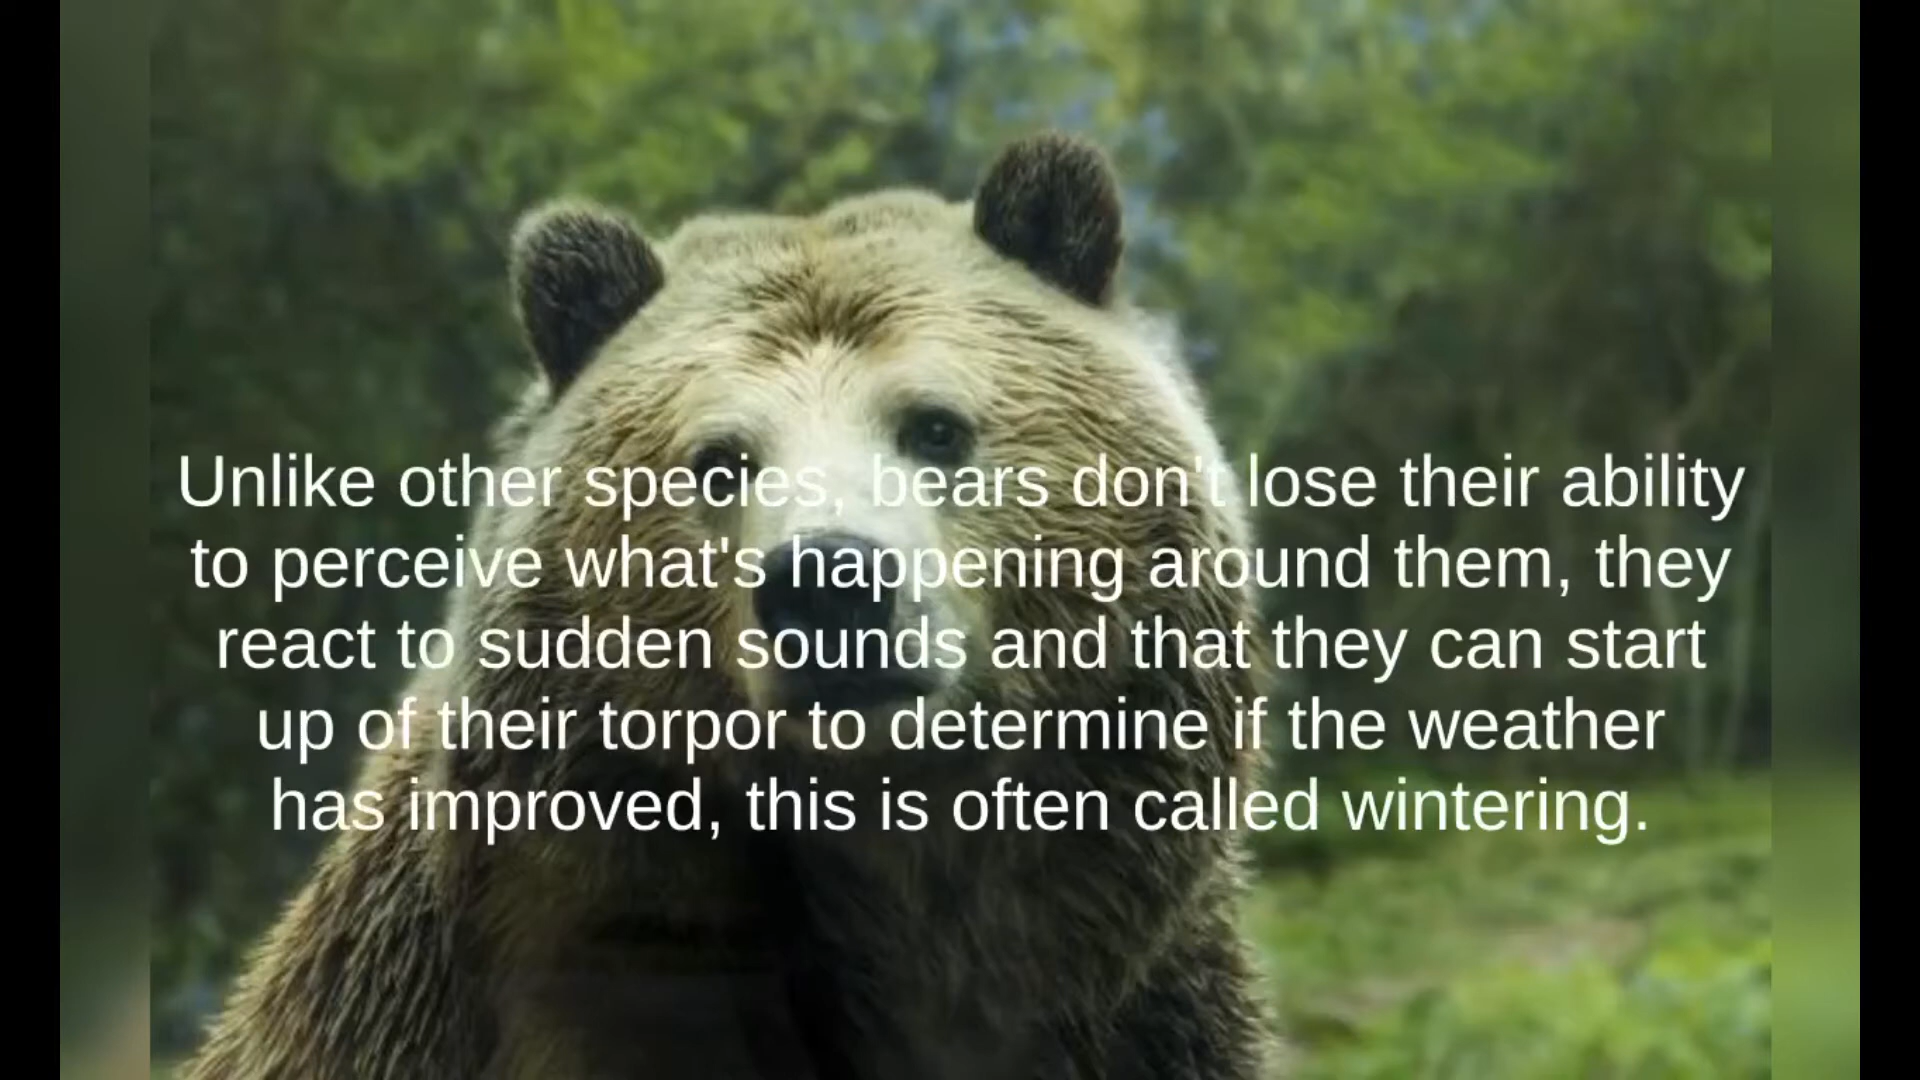 Unlike other species, bears don't lose their ability
to perceive what's happening around them, they
react to sudden sounds and that they can start
up of their torpor to determine if the weather
has improved, this is often called wintering.